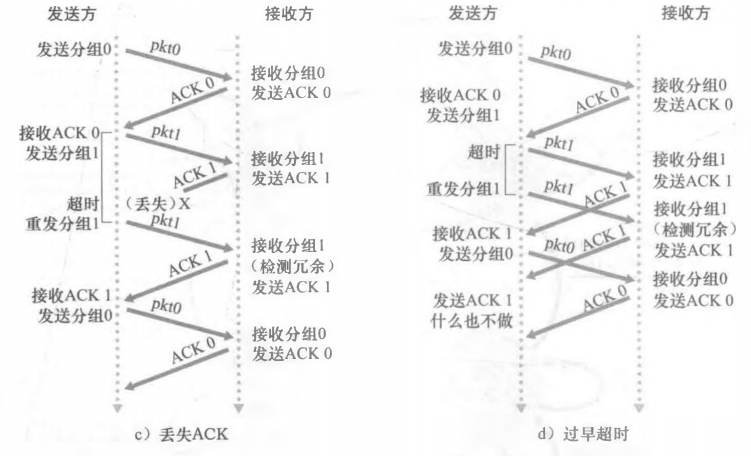 发送方
接收方
发送分组0
pkt0
接收分组0
发送ACK 0
ACK 0
接收ACK 0
发送分组1
pkt1
接收分组1
发送ACK 1
ACK 1
(丢失)X
超时
重发分组1
pkt1
接收分组1
(检测冗余)
发送ACK 1
ACK 1
接收ACK 1
发送分组0
pkt0
接收分组0
发送ACK 0
ACK 0
c) 丢失ACK
发送方
接收方
发送分组0
pkt0
接收分组0
发送ACK 0
ACK 0
接收ACK 0
发送分组1
pkt1
超时
接收分组1
发送ACK 1
ACK 1
重发分组1
pkt1
接收分组1
(检测冗余)
发送ACK 1
ACK 1
接收ACK 1
发送分组0
pkt0
接收分组0
发送ACK 0
ACK 0
发送ACK 1
什么也不做
d) 过早超时